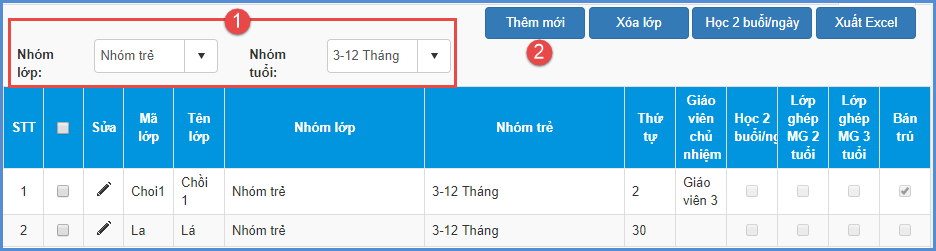 1
Thêm mới Xóa lớp Học 2 buổi/ngày Xuất Excel
2
Nhóm lớp: Nhóm trẻ Nhóm tuổi: 3-12 Tháng
STT Sửa Mã lớp Tên lớp Nhóm lớp Nhóm trẻ Thứ tự Giáo viên chủ nhiệm Học 2 buổi/ng Lớp ghép MG 2 tuổi Lớp ghép MG 3 tuổi Bán trú
1 Choi1 Chồi 1 Nhóm trẻ 3-12 Tháng 2 Giáo viên 3
2 La Lá Nhóm trẻ 3-12 Tháng 30